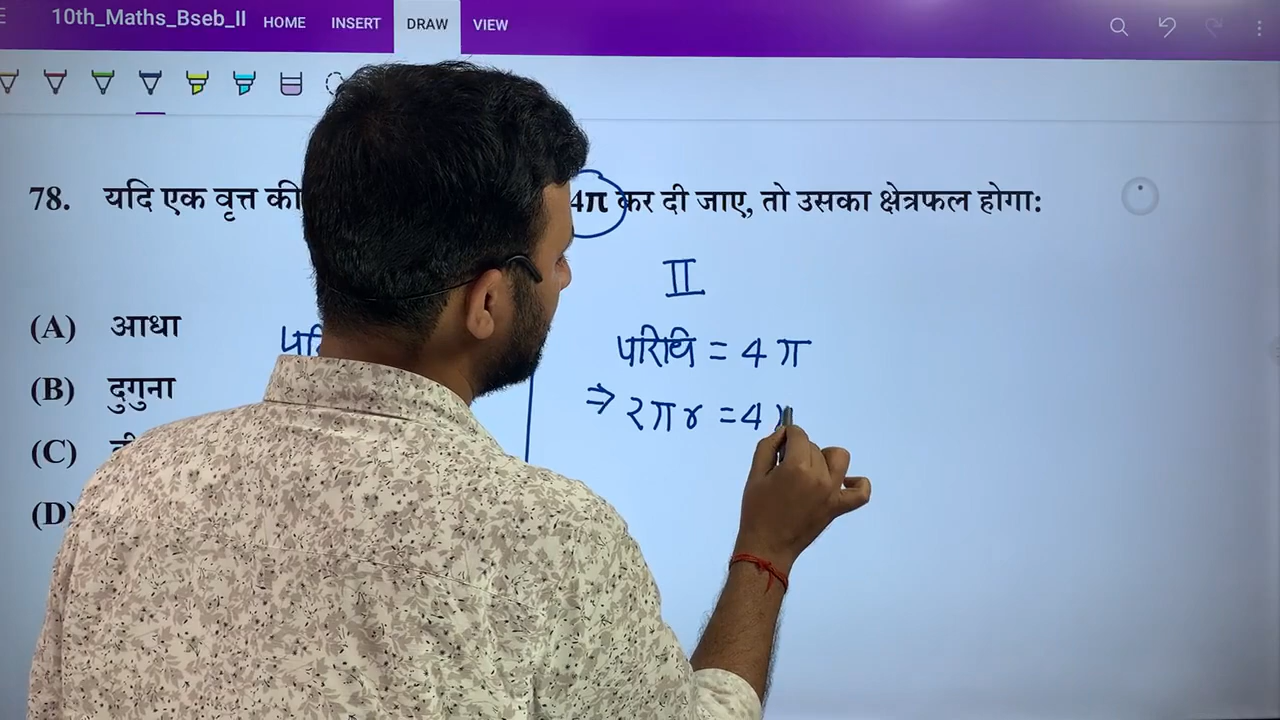 10th_Maths_Bseb_II HOME INSERT DRAW VIEW
78. यदि एक वृत्त की 4π कर दी जाए, तो उसका क्षेत्रफल होगा:
II
(A) आधा
परिधि = 4 π
(B) दुगुना
⇒ 2πr = 4
(C)
(D)